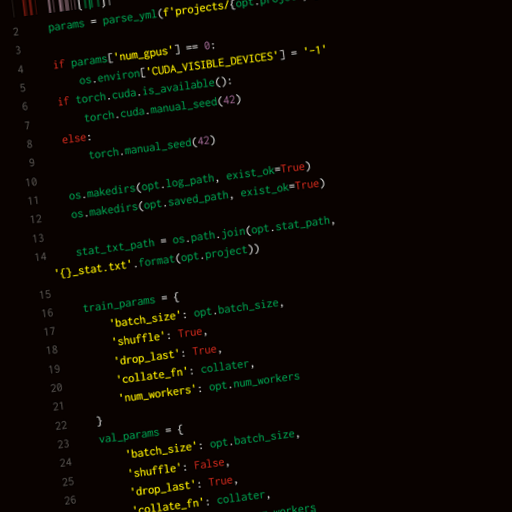 2 params = parse_yml(f'projects/{opt.
3
4 if params['num_gpus'] == 0:
5 os.environ['CUDA_VISIBLE_DEVICES'] = '-1'
6 if torch.cuda.is_available():
7 torch.cuda.manual_seed(42)
8 else:
9 torch.manual_seed(42)
10
11 os.makedirs(opt.log_path, exist_ok=True)
12 os.makedirs(opt.saved_path, exist_ok=True)
13
14 stat_txt_path = os.path.join(opt.stat_path,
'{}_stat.txt'.format(opt.project))
15
16 train_params = {
17 'batch_size': opt.batch_size,
18 'shuffle': True,
19 'drop_last': True,
20 'collate_fn': collater,
21 'num_workers': opt.num_workers
22 }
23 val_params = {
24 'batch_size': opt.batch_size,
25 'shuffle': False,
26 'drop_last': True,
'collate_fn': collater,